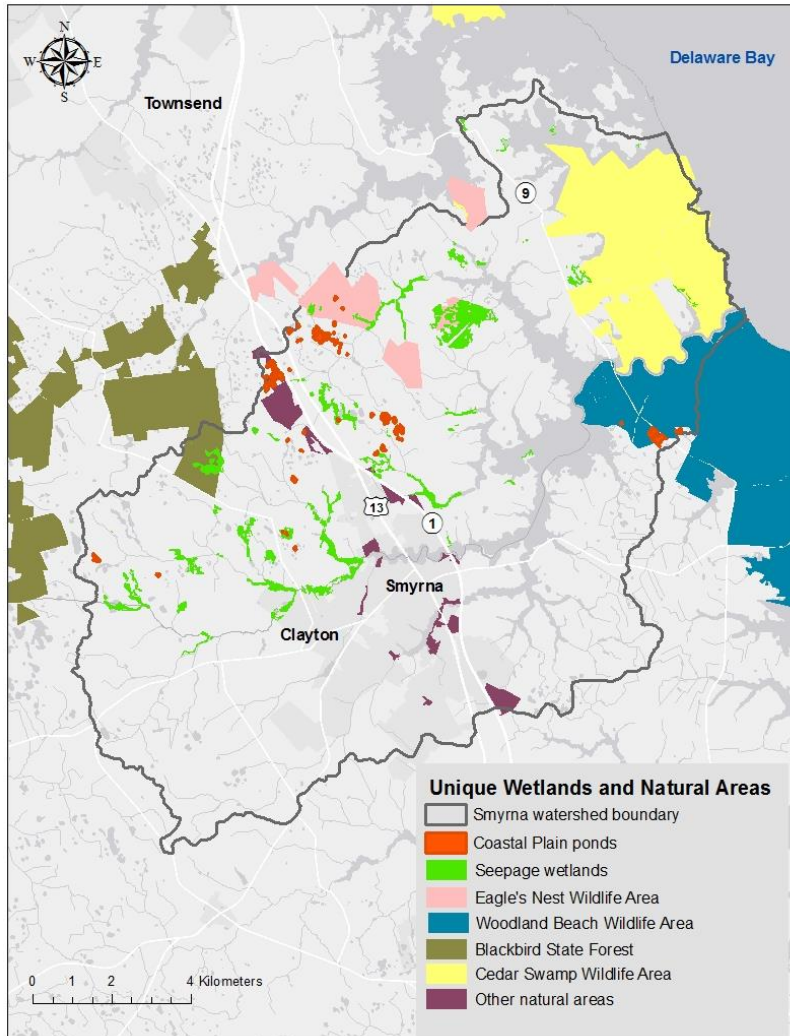 N
W E
S
Delaware Bay
Townsend
9
13
1
Smyrna
Clayton
Unique Wetlands and Natural Areas
Smyrna watershed boundary
Coastal Plain ponds
Seepage wetlands
Eagle's Nest Wildlife Area
Woodland Beach Wildlife Area
Blackbird State Forest
Cedar Swamp Wildlife Area
Other natural areas
0 1 2 4 Kilometers